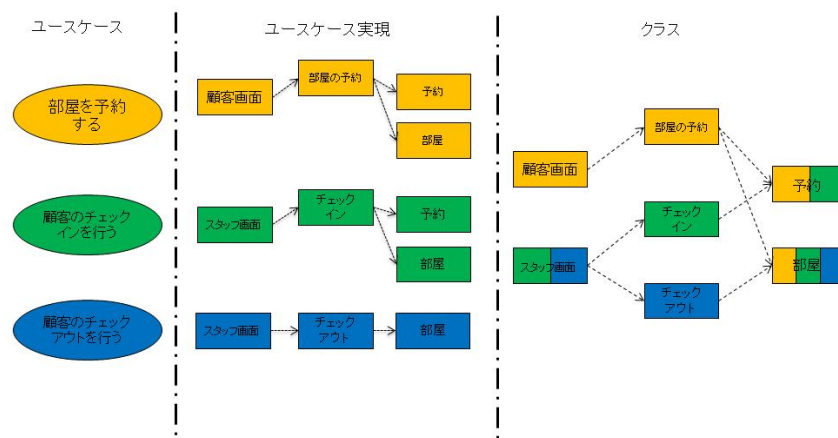 ユースケース
ユースケース実現
クラス
部屋を予約
する
顧客画面
部屋の予約
予約
部屋
顧客のチェック
インを行う
スタッフ画面
チェック
イン
予約
部屋
顧客のチェック
アウトを行う
スタッフ画面
チェック
アウト
部屋
顧客画面
部屋の予約
予約
スタッフ画面
チェック
イン
チェック
アウト
部屋